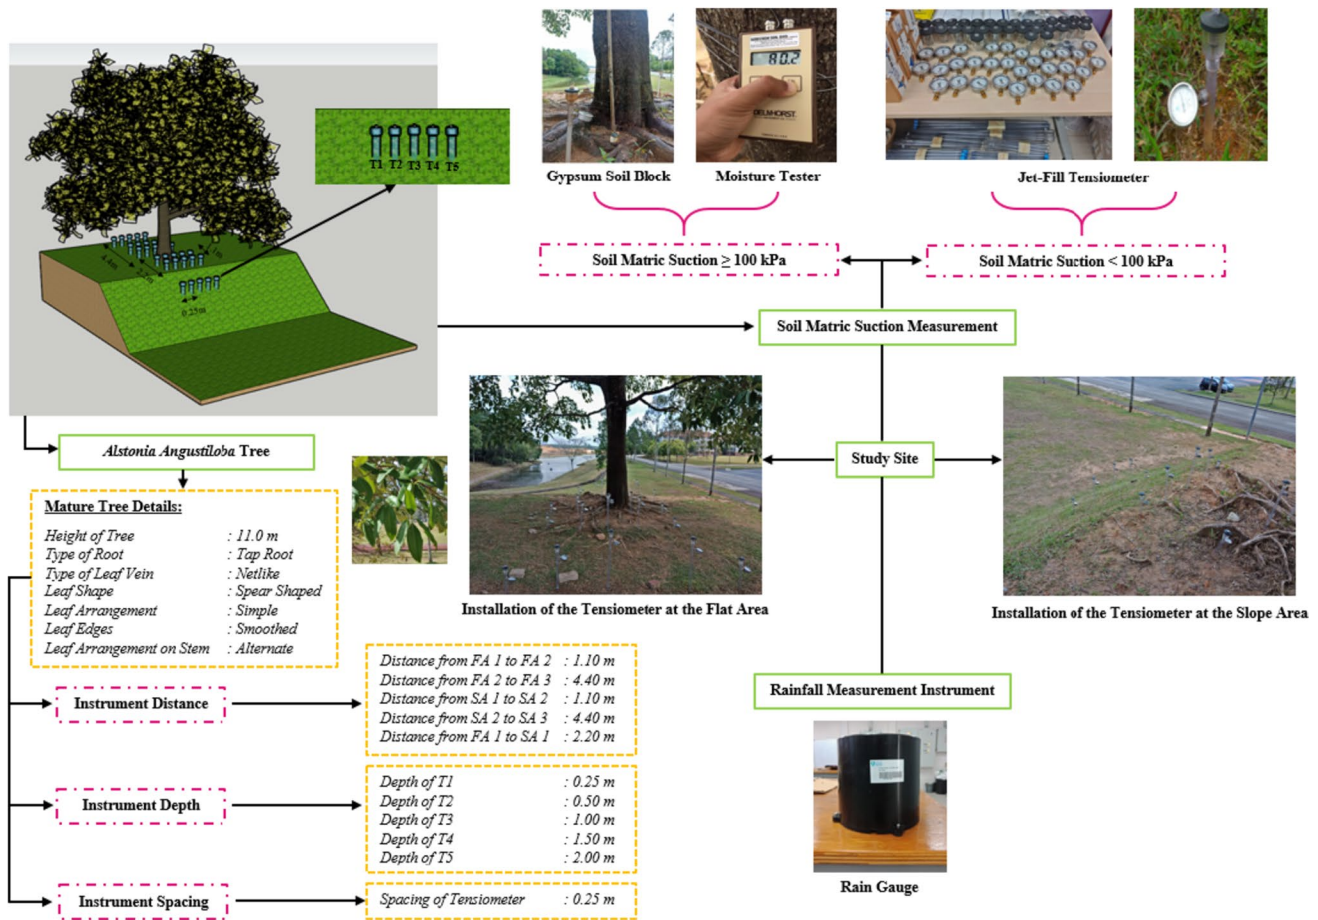 T1 T2 T3 T4 T5
0.25m
80.2
DELMHORST
Gypsum Soil Block
Moisture Tester
Jet-Fill Tensiometer
Soil Matric Suction ≥ 100 kPa
Soil Matric Suction < 100 kPa
Soil Matric Suction Measurement
Alstonia Angustiloba Tree
Study Site
Mature Tree Details:
Height of Tree : 11.0 m
Type of Root : Tap Root
Type of Leaf Vein : Netlike
Leaf Shape : Spear Shaped
Leaf Arrangement : Simple
Leaf Edges : Smoothed
Leaf Arrangement on Stem : Alternate
Installation of the Tensiometer at the Flat Area
Installation of the Tensiometer at the Slope Area
Instrument Distance
Distance from FA 1 to FA 2 : 1.10 m
Distance from FA 2 to FA 3 : 4.40 m
Distance from SA 1 to SA 2 : 1.10 m
Distance from SA 2 to SA 3 : 4.40 m
Distance from FA 1 to SA 1 : 2.20 m
Rainfall Measurement Instrument
Instrument Depth
Depth of T1 : 0.25 m
Depth of T2 : 0.50 m
Depth of T3 : 1.00 m
Depth of T4 : 1.50 m
Depth of T5 : 2.00 m
Rain Gauge
Instrument Spacing
Spacing of Tensiometer : 0.25 m